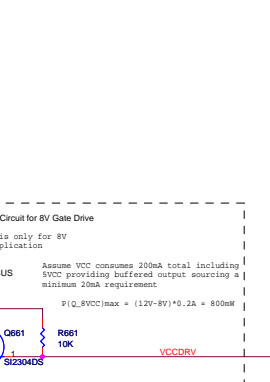 Circuit for 8V Gate Drive
is only for 8V
plication
BUS
Assume VCC consumes 200mA total including
5VCC providing buffered output sourcing a
minimum 20mA requirement
P(Q_8VCC)max = (12V-8V)*0.2A = 800mW
Q661
R661
10K
1
SI2304DS
VCCDRV